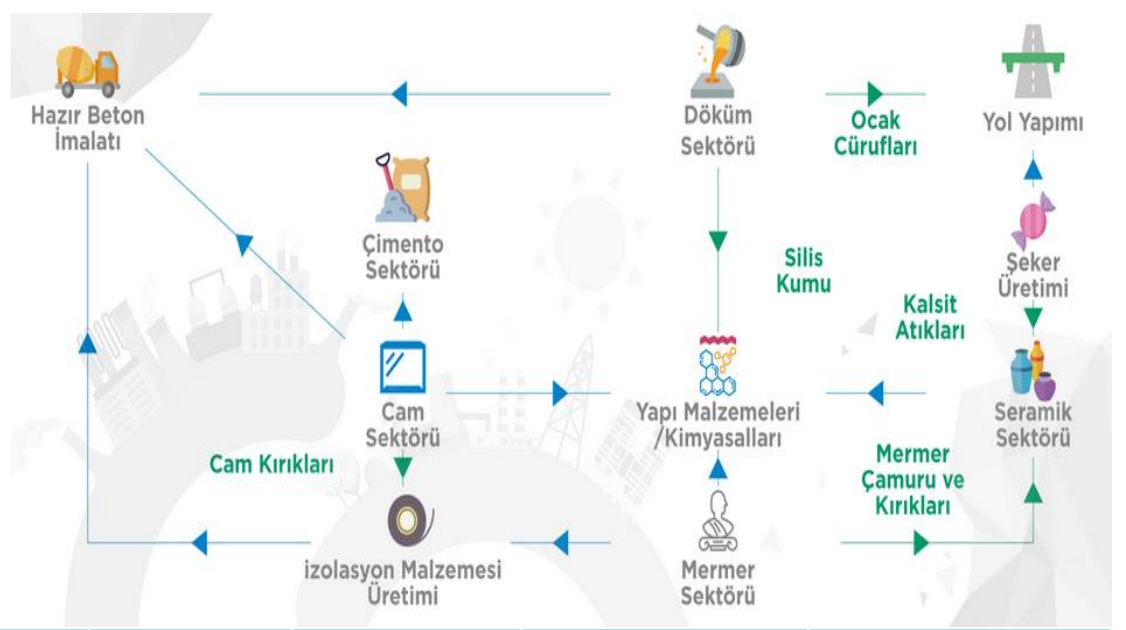 Hazır Beton
İmalatı
Döküm
Sektörü
Ocak
Cürufları
Yol Yapımı
Çimento
Sektörü
Silis
Kumu
Şeker
Üretimi
Kalsit
Atıkları
Cam
Sektörü
Yapı Malzemeleri
/Kimyasalları
Seramik
Sektörü
Cam Kırıkları
Mermer
Çamuru ve
Kırıkları
izolasyon Malzemesi
Üretimi
Mermer
Sektörü